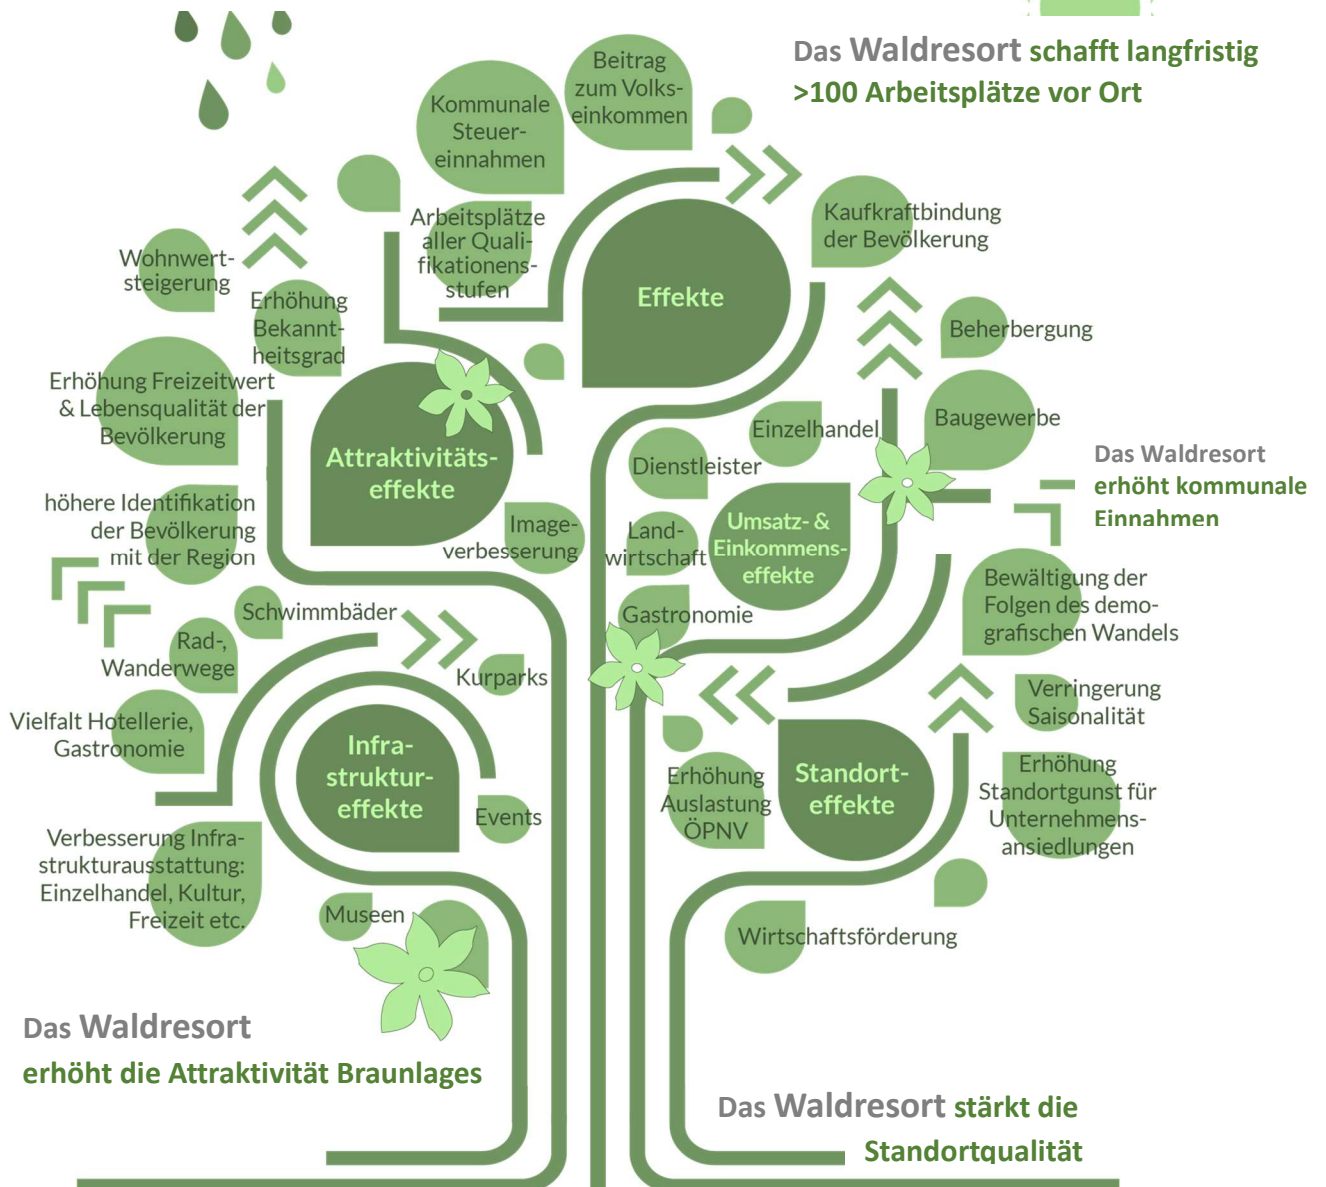 Das Waldresort schafft langfristig
>100 Arbeitsplätze vor Ort
Beitrag
zum Volks-
einkommen
Kommunale
Steuer-
einnahmen
Arbeitsplätze
aller Quali-
fikationens-
stufen
Kaufkraftbindung
der Bevölkerung
Effekte
Wohnwert-
steigerung
Erhöhung
Bekannt-
heitsgrad
Erhöhung Freizeitwert
& Lebensqualität der
Bevölkerung
Attraktivitäts-
effekte
höhere Identifikation
der Bevölkerung
mit der Region
Image-
verbesserung
Beherbergung
Baugewerbe
Einzelhandel
Dienstleister
Land-
wirtschaft
Gastronomie
Umsatz- &
Einkommens-
effekte
Das Waldresort
erhöht kommunale
Einnahmen
Schwimmbäder
Rad-,
Wanderwege
Kurparks
Vielfalt Hotellerie,
Gastronomie
Infra-
struktur-
effekte
Events
Verbesserung Infra-
strukturausstattung:
Einzelhandel, Kultur,
Freizeit etc.
Museen
Bewältigung der
Folgen des demo-
grafischen Wandels
Verringerung
Saisonalität
Erhöhung
Standortgunst für
Unternehmens-
ansiedlungen
Erhöhung
Auslastung
ÖPNV
Standort-
effekte
Wirtschaftsförderung
Das Waldresort
erhöht die Attraktivität Braunlages
Das Waldresort stärkt die
Standortqualität